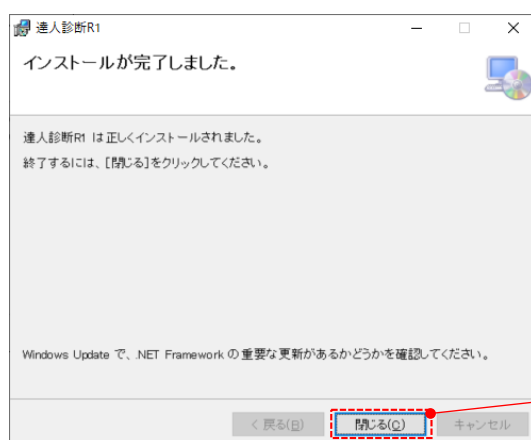 達人診断R1
インストールが完了しました。
達人診断R1 は正しくインストールされました。
終了するには、[閉じる]をクリックしてください。
Windows Update で、.NET Framework の重要な更新があるかどうかを確認してください。
< 戻る(B) 閉じる(C) キャンセル